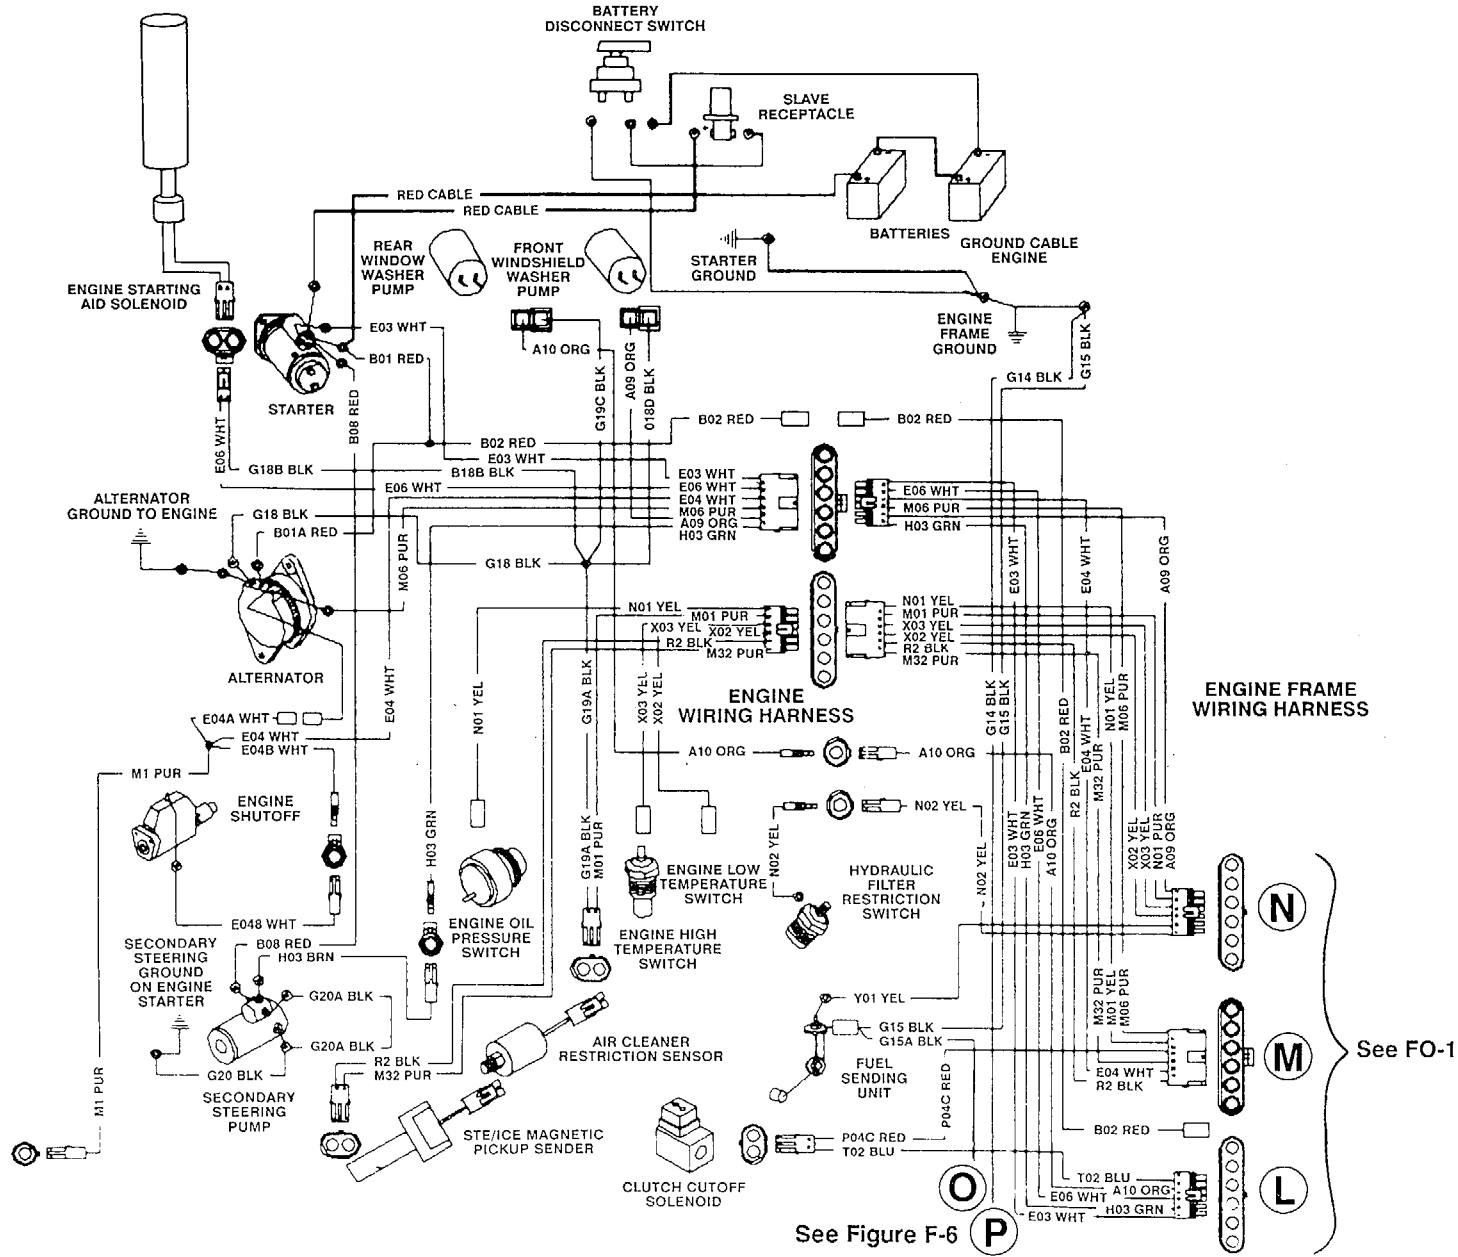 BATTERY
DISCONNECT SWITCH
SLAVE
RECEPTACLE
RED CABLE
RED CABLE
BATTERIES
GROUND CABLE
ENGINE
REAR
WINDOW
WASHER
PUMP
FRONT
WINDSHIELD
WASHER
PUMP
STARTER
GROUND
ENGINE STARTING
AID SOLENOID
ENGINE
FRAME
GROUND
E03 WHT
B01 RED
A10 ORG
A09 ORG
018D BLK
G19C BLK
G15 BLK
G14 BLK
STARTER
B08 RED
E06 WHT
B02 RED
B02 RED
B02 RED
E03 WHT
G18B BLK
B18B BLK
E06 WHT
E03 WHT
E06 WHT
E04 WHT
M06 PUR
A09 ORG
H03 GRN
E06 WHT
M06 PUR
H03 GRN
ALTERNATOR
GROUND TO ENGINE
G18 BLK
B01A RED
M06 PUR
G18 BLK
E03 WHT
E04 WHT
A09 ORG
N01 YEL
M01 PUR
X03 YEL
X02 YEL
R2 BLK
M32 PUR
N01 YEL
M01 PUR
X03 YEL
X02 YEL
R2 BLK
M32 PUR
ALTERNATOR
E04 WHT
N01 YEL
G19A BLK
X03 YEL
X02 YEL
ENGINE
WIRING HARNESS
G14 BLK
G15 BLK
B02 RED
E04 WHT
M32 PUR
R2 BLK
N01 YEL
M06 PUR
ENGINE FRAME
WIRING HARNESS
E04A WHT
E04 WHT
E04B WHT
M1 PUR
A10 ORG
A10 ORG
ENGINE
SHUTOFF
H03 GRN
G19A BLK
M01 PUR
N02 YEL
N02 YEL
N02 YEL
E03 WHT
H03 GRN
E06 WHT
A10 ORG
X02 YEL
X03 YEL
N01 PUR
A09 ORG
ENGINE LOW
TEMPERATURE
SWITCH
HYDRAULIC
FILTER
RESTRICTION
SWITCH
ENGINE OIL
PRESSURE
SWITCH
ENGINE HIGH
TEMPERATURE
SWITCH
E048 WHT
N
SECONDARY
STEERING
GROUND
ON ENGINE
STARTER
B08 RED
H03 BRN
G20A BLK
G20A BLK
G20 BLK
SECONDARY
STEERING
PUMP
R2 BLK
M32 PUR
AIR CLEANER
RESTRICTION SENSOR
Y01 YEL
G15 BLK
G15A BLK
FUEL
SENDING
UNIT
M32 PUR
M01 YEL
M06 PUR
M
See FO-1
E04 WHT
R2 BLK
M1 PUR
STE/ICE MAGNETIC
PICKUP SENDER
P04C RED
P04C RED
T02 BLU
B02 RED
CLUTCH CUTOFF
SOLENOID
O
T02 BLU
A10 ORG
E06 WHT
H03 GRN
E03 WHT
L
See Figure F-6
P